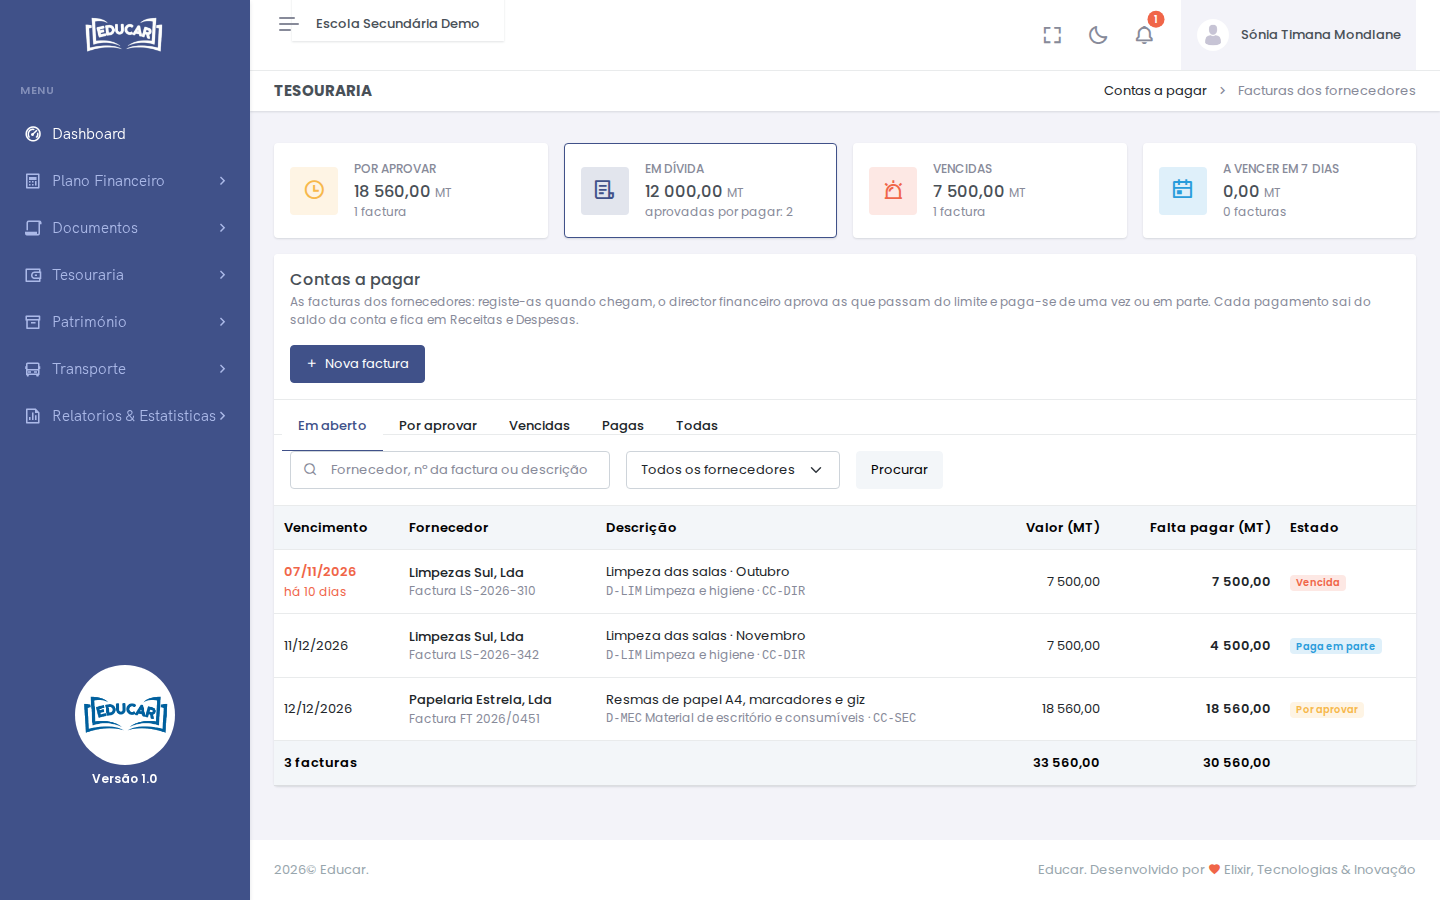 EDUCAR
MENU
Dashboard
Plano Financeiro
Documentos
Tesouraria
Património
Transporte
Relatorios & Estatisticas
EDUCAR
Versão 1.0
Escola Secundária Demo
1
Sónia Timana Mondlane
TESOURARIA
Contas a pagar > Facturas dos fornecedores
POR APROVAR
18 560,00 MT
1 factura
EM DÍVIDA
12 000,00 MT
aprovadas por pagar: 2
VENCIDAS
7 500,00 MT
1 factura
A VENCER EM 7 DIAS
0,00 MT
0 facturas
Contas a pagar
As facturas dos fornecedores: registe-as quando chegam, o director financeiro aprova as que passam do limite e paga-se de uma vez ou em parte. Cada pagamento sai do
saldo da conta e fica em Receitas e Despesas.
+ Nova factura
Em aberto Por aprovar Vencidas Pagas Todas
Fornecedor, nº da factura ou descrição Todos os fornecedores Procurar
Vencimento Fornecedor Descrição Valor (MT) Falta pagar (MT) Estado
07/11/2026 Limpezas Sul, Lda Limpeza das salas · Outubro 7 500,00 7 500,00 Vencida
há 10 dias Factura LS-2026-310 D-LIM Limpeza e higiene · CC-DIR
11/12/2026 Limpezas Sul, Lda Limpeza das salas · Novembro 7 500,00 4 500,00 Paga em parte
Factura LS-2026-342 D-LIM Limpeza e higiene · CC-DIR
12/12/2026 Papelaria Estrela, Lda Resmas de papel A4, marcadores e giz 18 560,00 18 560,00 Por aprovar
Factura FT 2026/0451 D-MEC Material de escritório e consumíveis · CC-SEC
3 facturas 33 560,00 30 560,00
2026© Educar.
Educar. Desenvolvido por ❤ Elixir, Tecnologias & Inovação